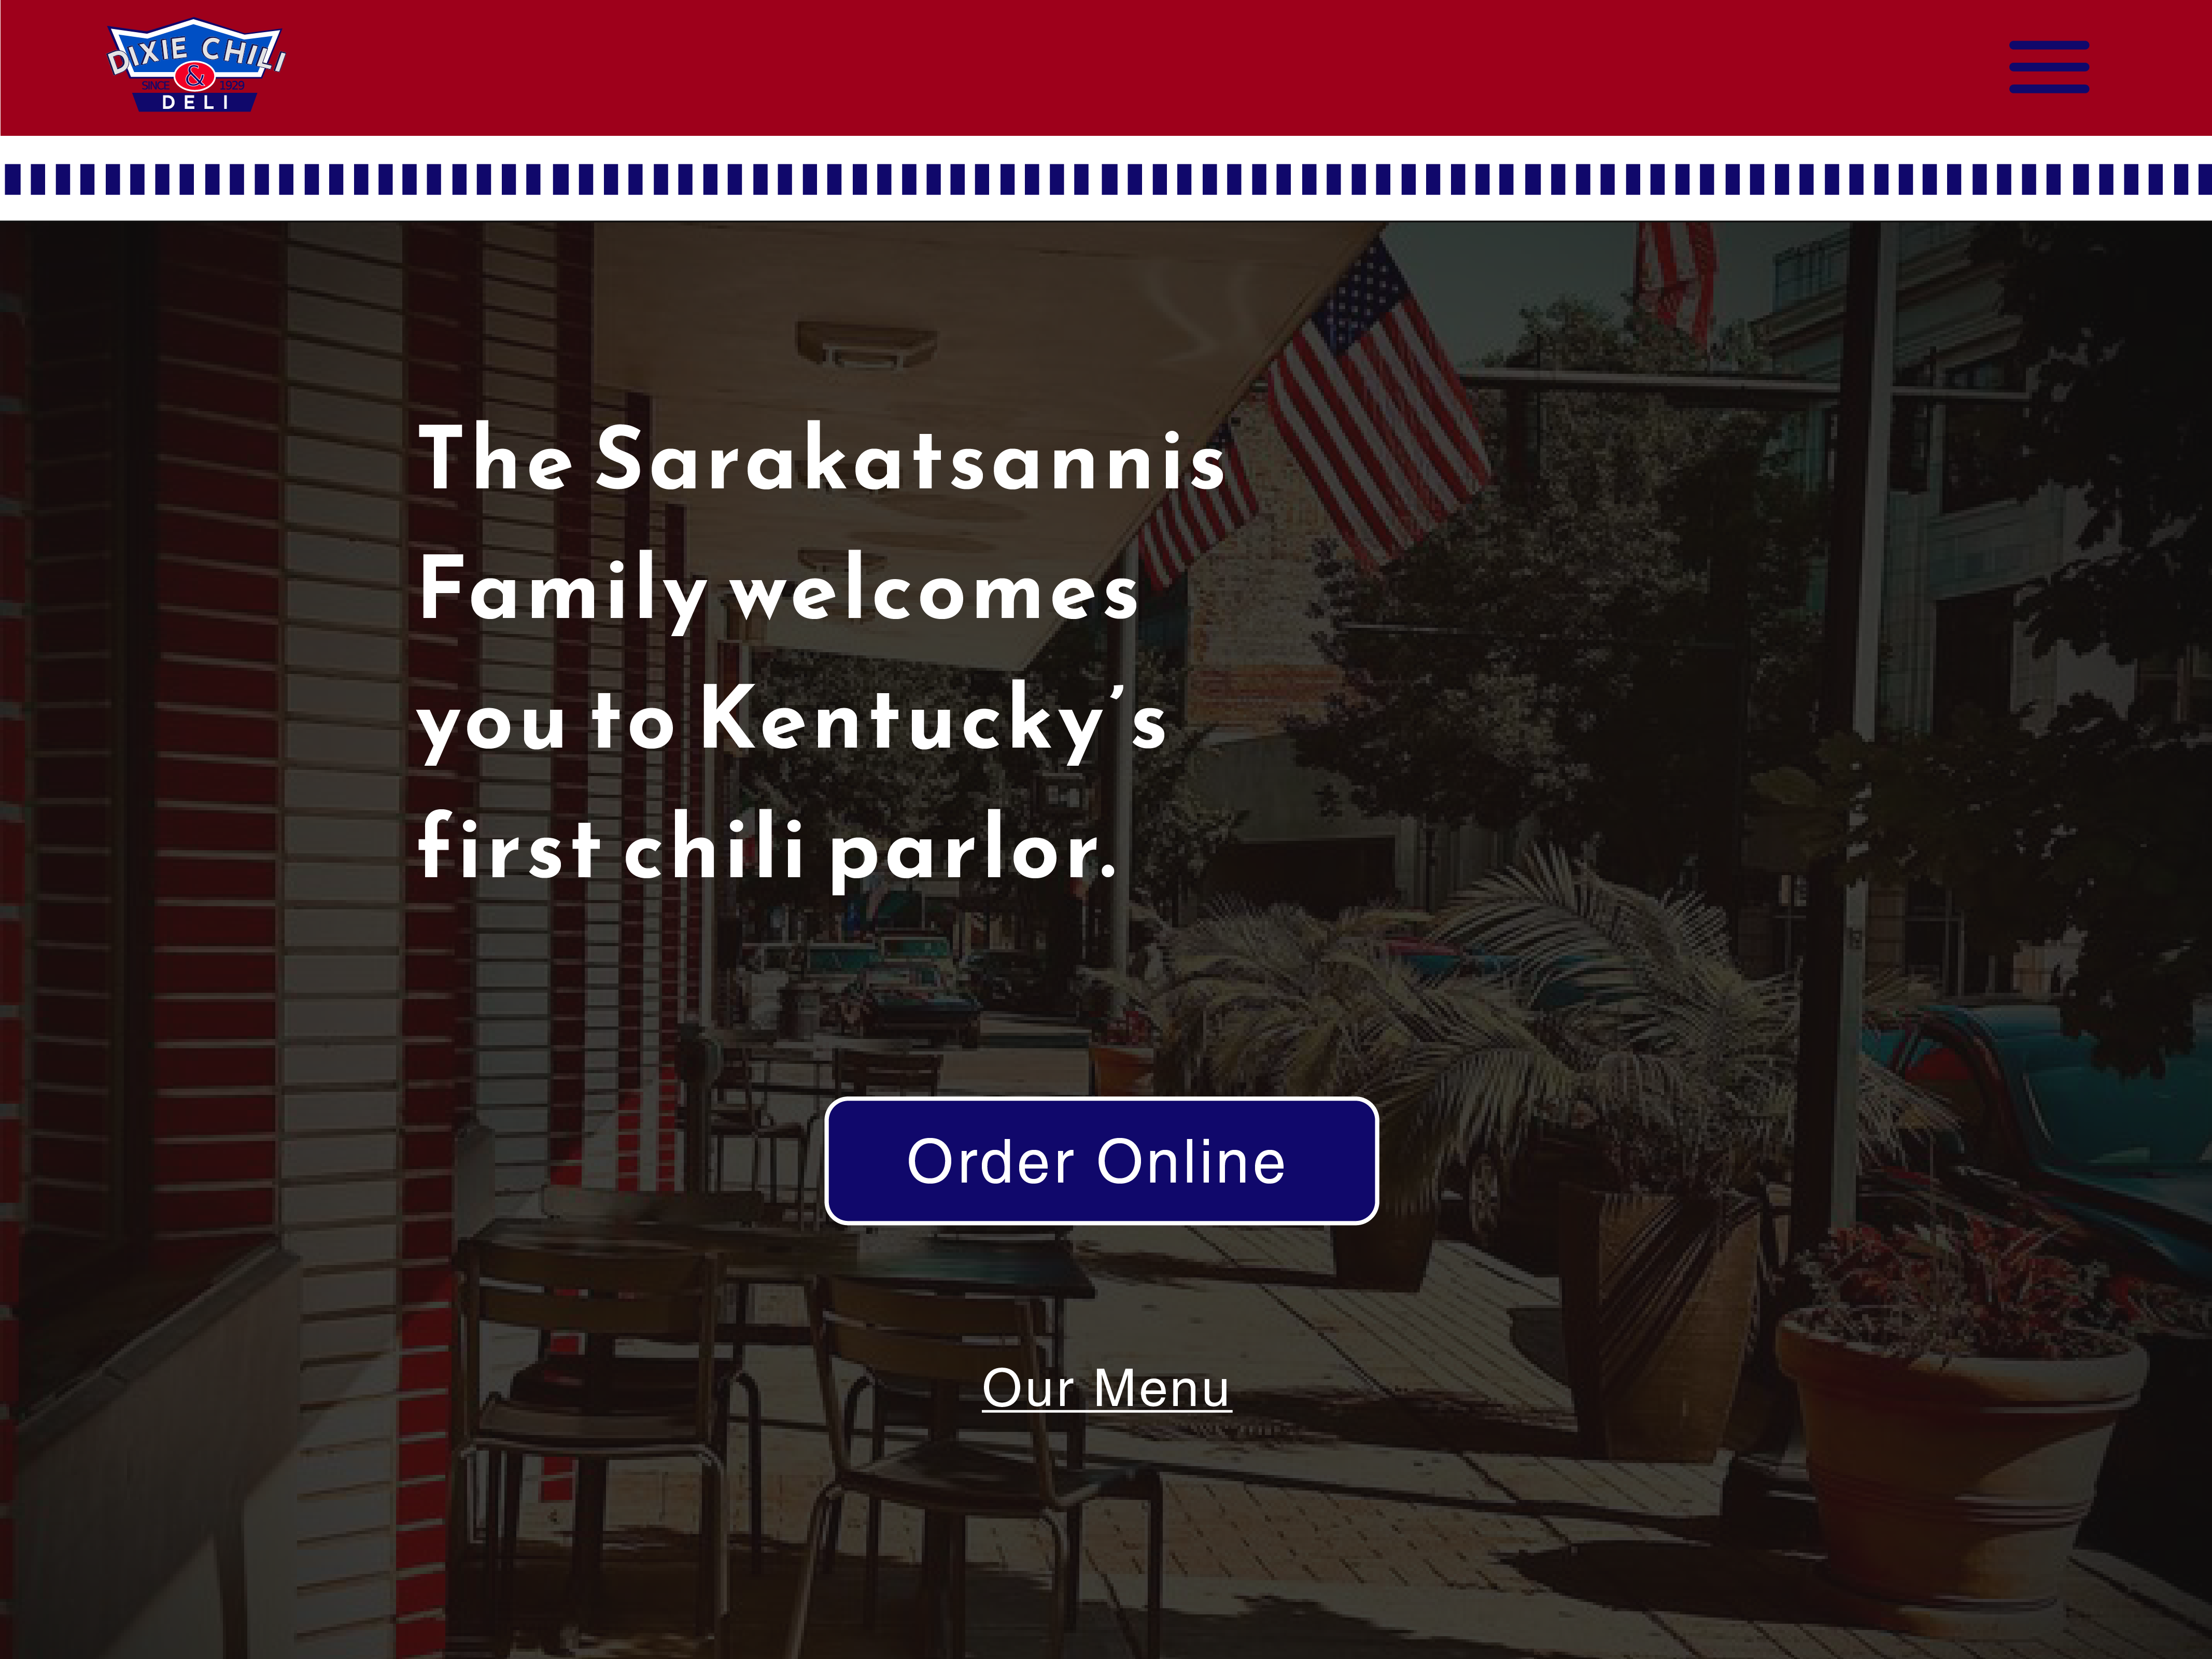 DIXIE CHILI
&
SINCE 1929
DELI
The Sarakatsannis
Family welcomes
you to Kentucky’s
first chili parlor.
Order Online
Our Menu